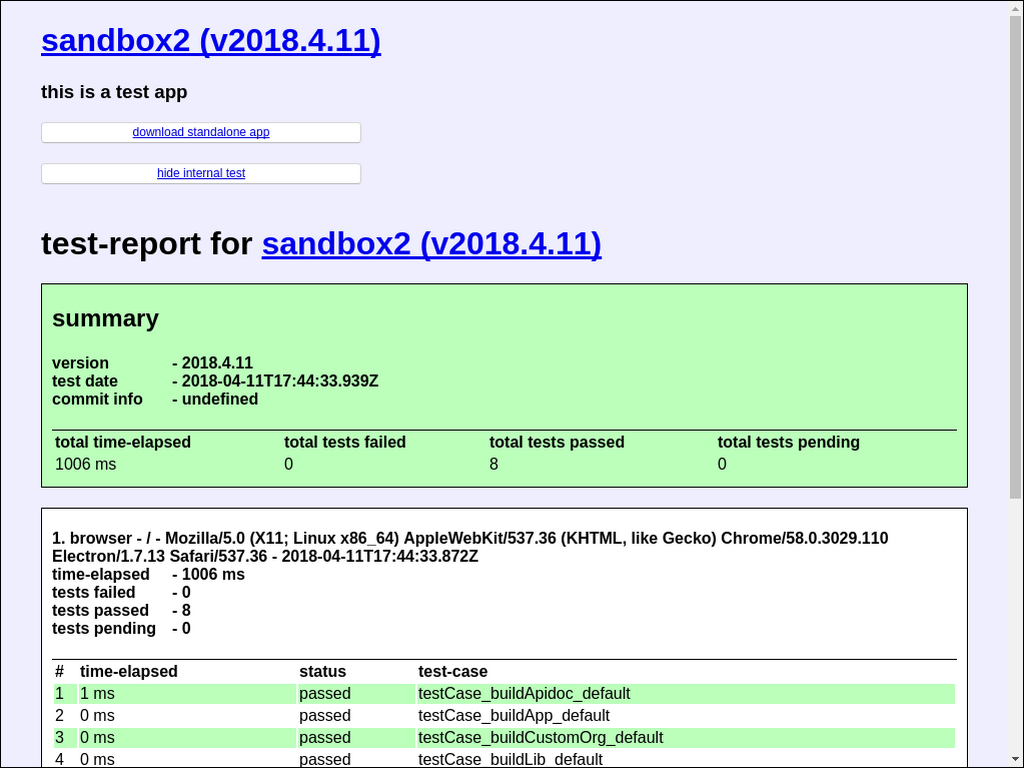 sandbox2 (v2018.4.11)
this is a test app
download standalone app
hide internal test
test-report for sandbox2 (v2018.4.11)
summary
version - 2018.4.11
test date - 2018-04-11T17:44:33.939Z
commit info - undefined
total time-elapsed total tests failed total tests passed total tests pending
1006 ms 0 8 0
1. browser - / - Mozilla/5.0 (X11; Linux x86_64) AppleWebKit/537.36 (KHTML, like Gecko) Chrome/58.0.3029.110
Electron/1.7.13 Safari/537.36 - 2018-04-11T17:44:33.872Z
time-elapsed - 1006 ms
tests failed - 0
tests passed - 8
tests pending - 0
# time-elapsed status test-case
1 1 ms passed testCase_buildApidoc_default
2 0 ms passed testCase_buildApp_default
3 0 ms passed testCase_buildCustomOrg_default
4 0 ms passed testCase_buildLib_default